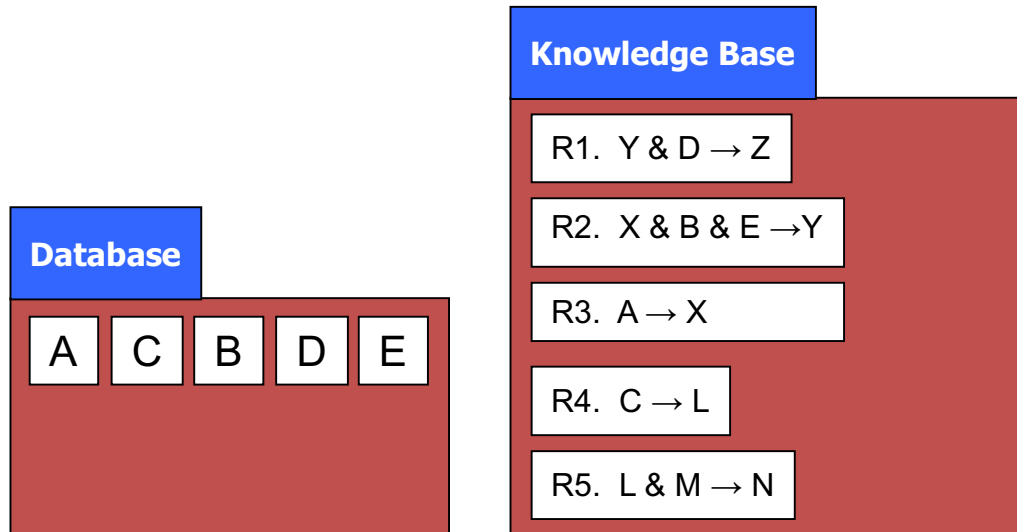 Knowledge Base
R1. Y & D → Z
R2. X & B & E →Y
R3. A → X
R4. C → L
R5. L & M → N
Database
A C B D E